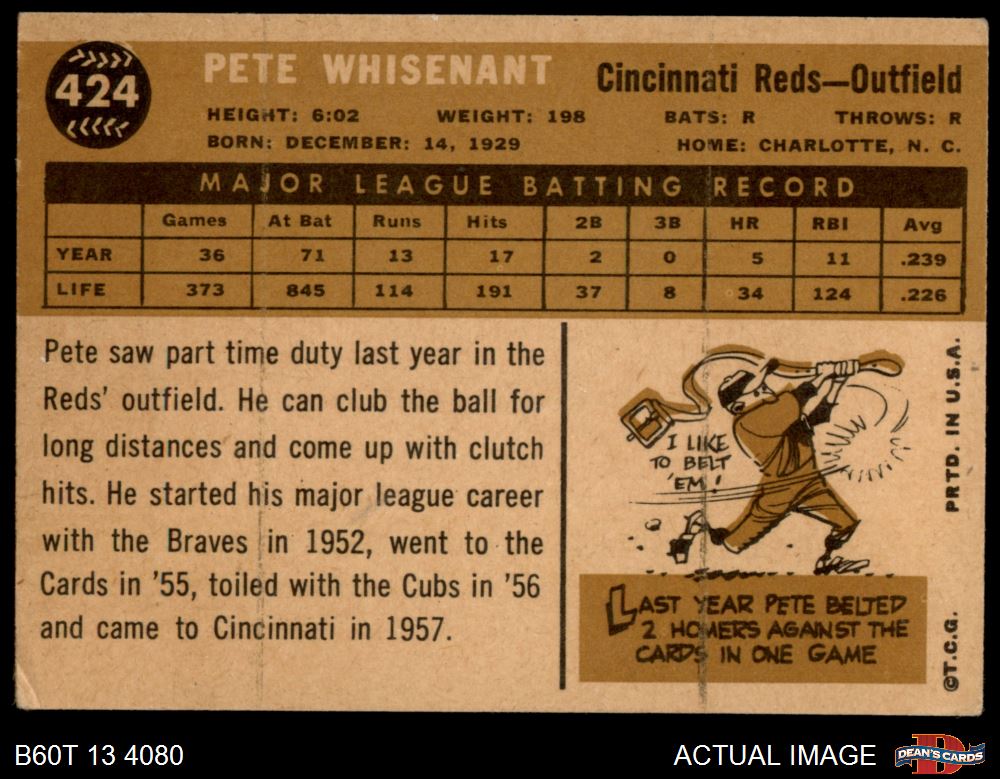 424
PETE WHISENANT
Cincinnati Reds—Outfield
HEIGHT: 6:02 WEIGHT: 198 BATS: R THROWS: R
BORN: DECEMBER: 14, 1929 HOME: CHARLOTTE, N. C.
MAJOR LEAGUE BATTING RECORD
Games At Bat Runs Hits 2B 3B HR RBI Avg
YEAR 36 71 13 17 2 0 5 11 .239
LIFE 373 845 114 191 37 8 34 124 .226
Pete saw part time duty last year in the
Reds' outfield. He can club the ball for
long distances and come up with clutch
hits. He started his major league career
with the Braves in 1952, went to the
Cards in '55, toiled with the Cubs in '56
and came to Cincinnati in 1957.
I LIKE
TO BELT
'EM!
LAST YEAR PETE BELTED
2 HOMERS AGAINST THE
CARDS IN ONE GAME
PRTD. IN U.S.A.
©T.C.G.
B60T 13 4080
ACTUAL IMAGE
DEAN'S CARDS